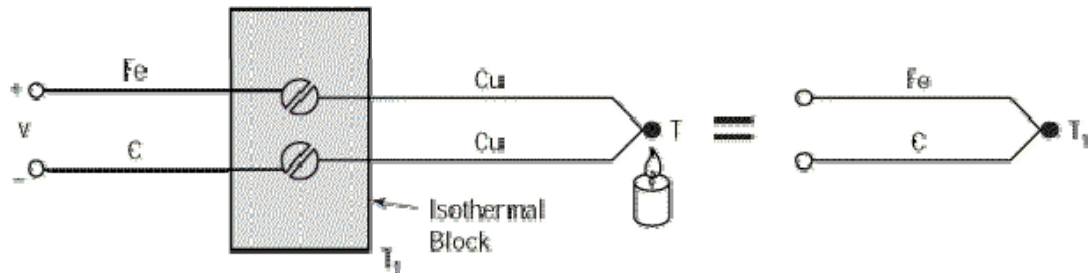 Fe
Cu
+
V
T
=
Fe
T₁
C
Cu
C
−
Isothermal
Block
T₁